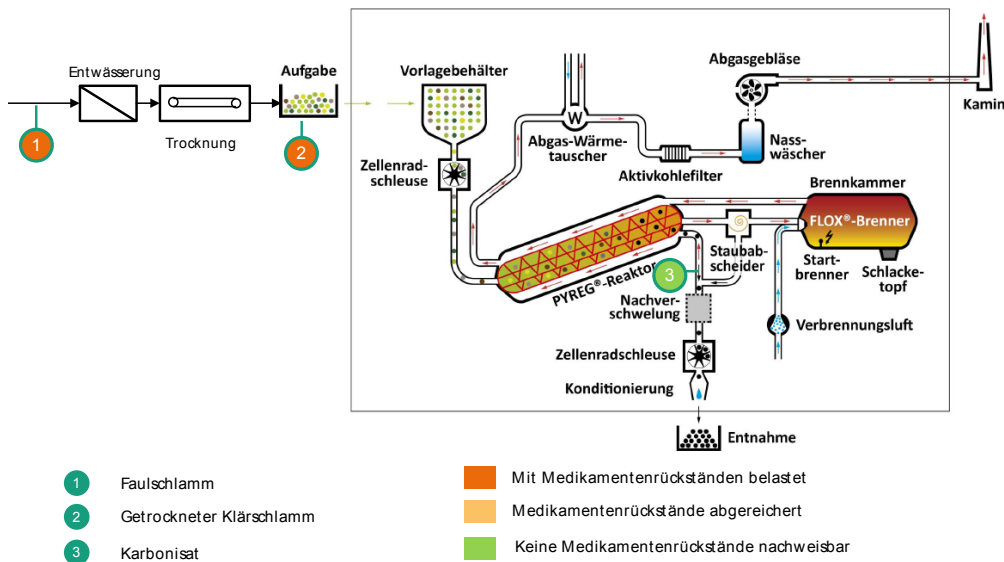 Entwässerung
1
Trocknung
Aufgabe
2
Vorlagebehälter
Zellenrad-
schleuse
W
Abgas-Wärme-
tauscher
Aktivkohlefilter
Abgasgebläse
Nass-
wäscher
Kamin
Brennkammer
FLOX®-Brenner
Start-
brenner
Schlacke-
topf
Staubab-
scheider
PYREG®-Reaktor
3
Nachver-
schwelung
Verbrennungsluft
Zellenradschleuse
Konditionierung
Entnahme
1 Faulschlamm
2 Getrockneter Klärschlamm
3 Karbonisat
Mit Medikamentenrückständen belastet
Medikamentenrückstände abgereichert
Keine Medikamentenrückstände nachweisbar